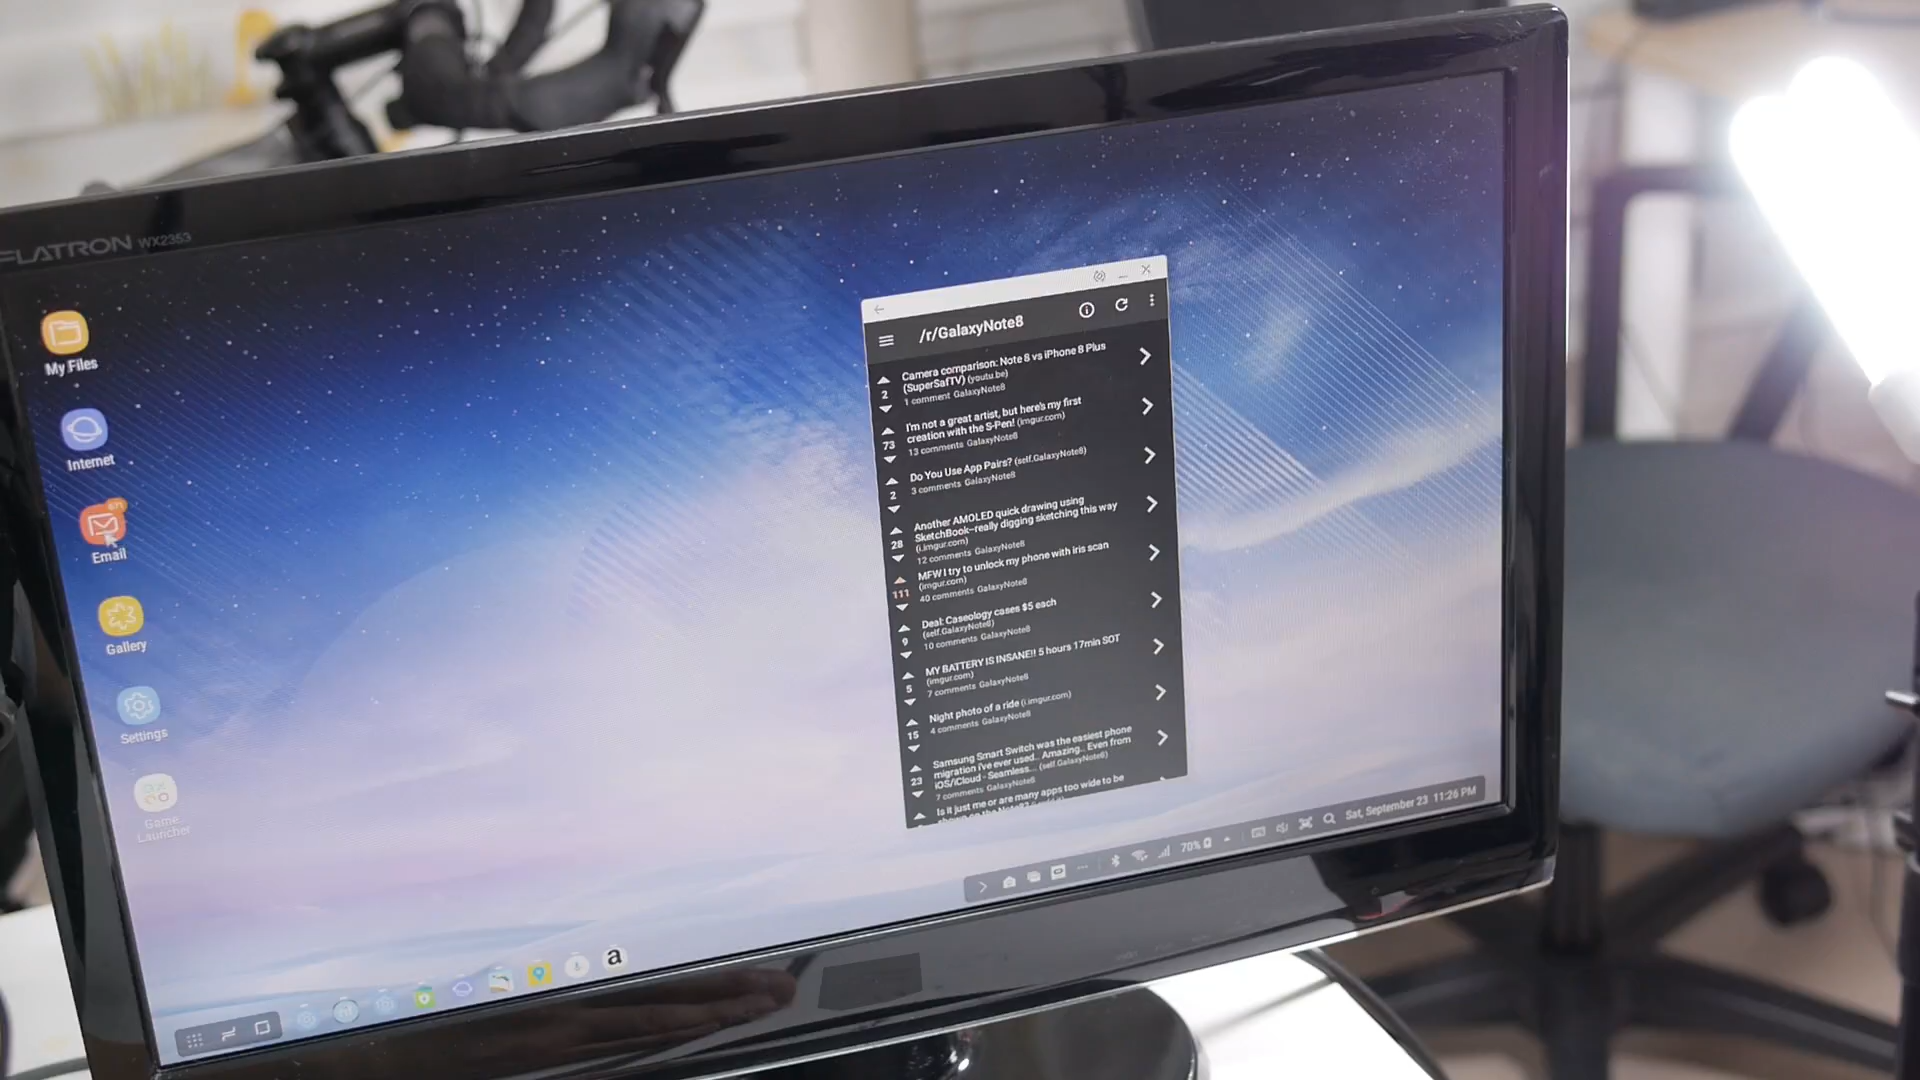 FLATRON WX2353
My Files
Internet
Email
Gallery
Settings
Game
Launcher
/r/GalaxyNote8
Camera comparison: Note 8 vs iPhone 8 Plus
(SuperSafTV) (youtu.be)
2
1 comment GalaxyNote8
I'm not a great artist, but here's my first
creation with the S-Pen! (imgur.com)
73
13 comments GalaxyNote8
Do You Use App Pairs? (self.GalaxyNote8)
2
3 comments GalaxyNote8
Another AMOLED quick drawing using
SketchBook–really digging sketching this way
(i.imgur.com)
28
12 comments GalaxyNote8
MFW I try to unlock my phone with iris scan
(imgur.com)
111
40 comments GalaxyNote8
Deal: Caseology cases $5 each
(self.GalaxyNote8)
9
10 comments GalaxyNote8
MY BATTERY IS INSANE!! 5 hours 17min SOT
(imgur.com)
5
7 comments GalaxyNote8
Night photo of a ride (i.imgur.com)
15
4 comments GalaxyNote8
Samsung Smart Switch was the easiest phone
migration i've ever used.. Amazing.. Even from
iOS/iCloud - Seamless... (self.GalaxyNote8)
23
7 comments GalaxyNote8
Is it just me or are many apps too wide to be
70%
Sat, September 23 11:26 PM
a